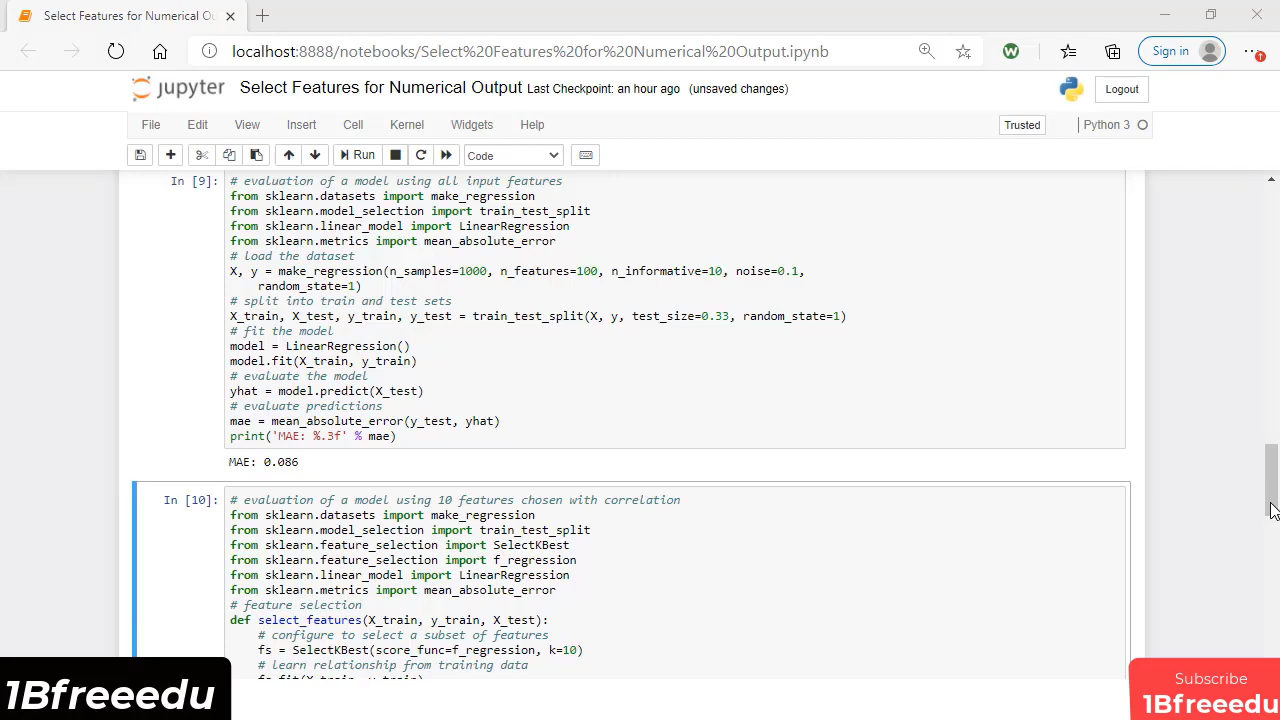 Select Features for Numerical Ou
localhost:8888/notebooks/Select%20Features%20for%20Numerical%20Output.ipynb
W
Sign in
jupyter Select Features for Numerical Output Last Checkpoint: an hour ago (unsaved changes)
Logout
File Edit View Insert Cell Kernel Widgets Help
Trusted
Python 3
Run
Code
In [9]:
# evaluation of a model using all input features
from sklearn.datasets import make_regression
from sklearn.model_selection import train_test_split
from sklearn.linear_model import LinearRegression
from sklearn.metrics import mean_absolute_error
# load the dataset
X, y = make_regression(n_samples=1000, n_features=100, n_informative=10, noise=0.1,
random_state=1)
# split into train and test sets
X_train, X_test, y_train, y_test = train_test_split(X, y, test_size=0.33, random_state=1)
# fit the model
model = LinearRegression()
model.fit(X_train, y_train)
# evaluate the model
yhat = model.predict(X_test)
# evaluate predictions
mae = mean_absolute_error(y_test, yhat)
print('MAE: %.3f' % mae)
MAE: 0.086
In [10]:
# evaluation of a model using 10 features chosen with correlation
from sklearn.datasets import make_regression
from sklearn.model_selection import train_test_split
from sklearn.feature_selection import SelectKBest
from sklearn.feature_selection import f_regression
from sklearn.linear_model import LinearRegression
from sklearn.metrics import mean_absolute_error
# feature selection
def select_features(X_train, y_train, X_test):
# configure to select a subset of features
fs = SelectKBest(score_func=f_regression, k=10)
# learn relationship from training data
fs.fit(X_train, y_train)
1Bfreeedu
Subscribe
1Bfreeedu